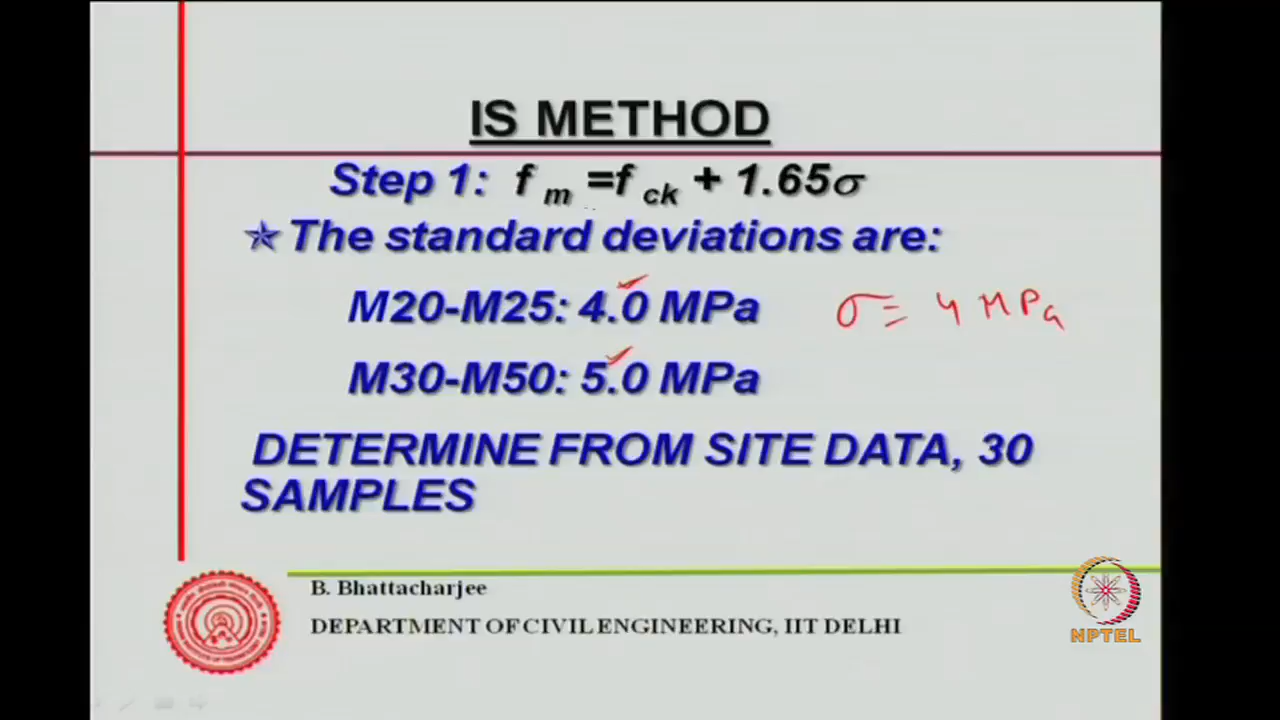 IS METHOD
Step 1: f m =f ck + 1.65σ
The standard deviations are:
M20-M25: 4.0 MPa σ = 4 MPa
M30-M50: 5.0 MPa
DETERMINE FROM SITE DATA, 30
SAMPLES
B. Bhattacharjee
DEPARTMENT OF CIVIL ENGINEERING, IIT DELHI
NPTEL